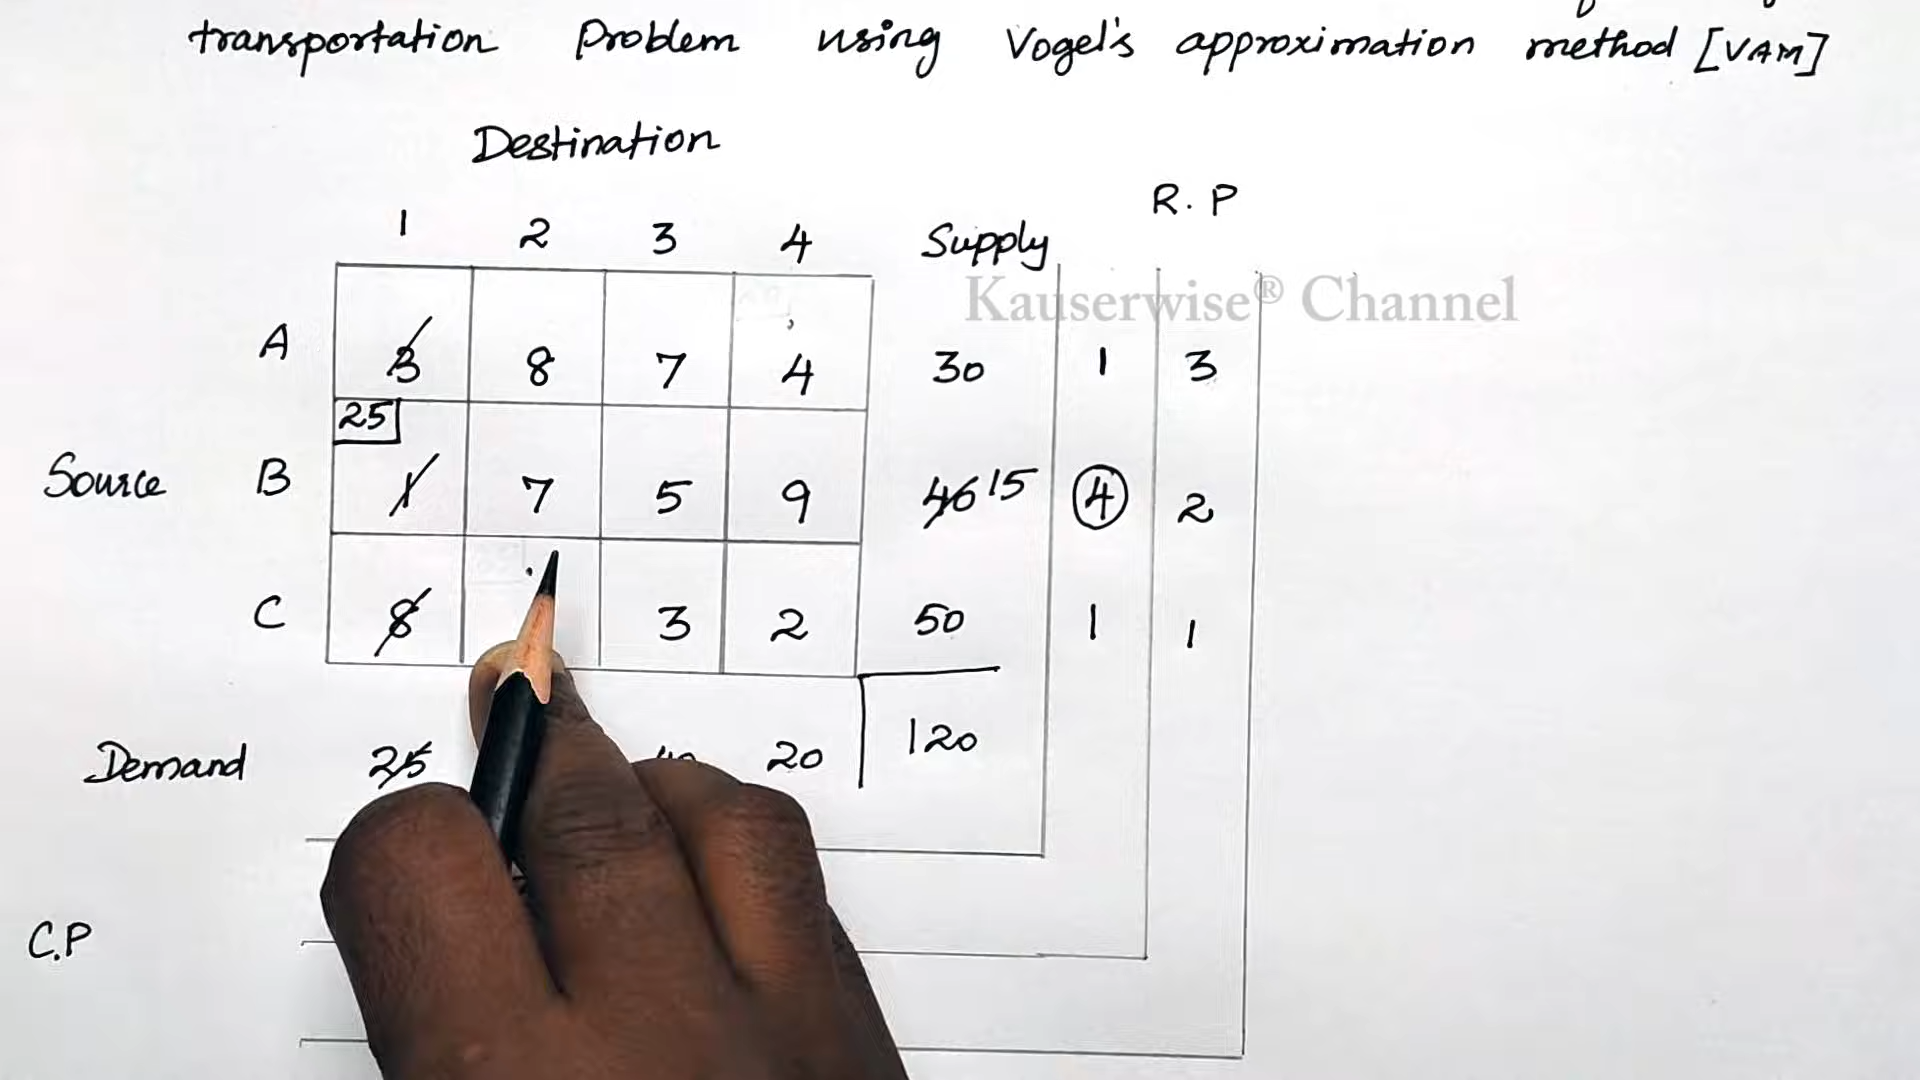 transportation Problem using Vogel's approximation method [VAM]
Destination
R. P
1 2 3 4 Supply
Kauserwise® Channel
A 3 8 7 4 30 1 3
25
Source B 1 7 5 9 40 15 4 2
C 8 3 2 50 1 1
Demand 25 20 120
C.P